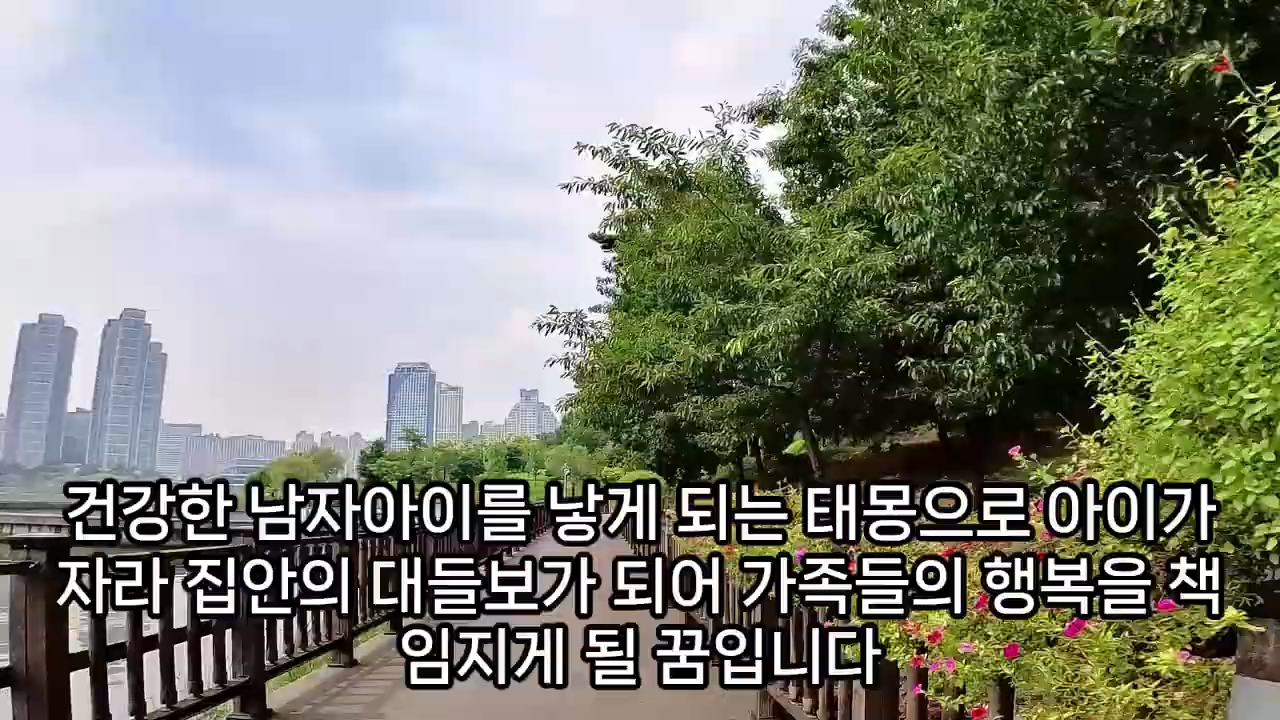 건강한 남자아이를 낳게 되는 태몽으로 아이가
자라 집안의 대들보가 되어 가족들의 행복을 책
임지게 될 꿈입니다